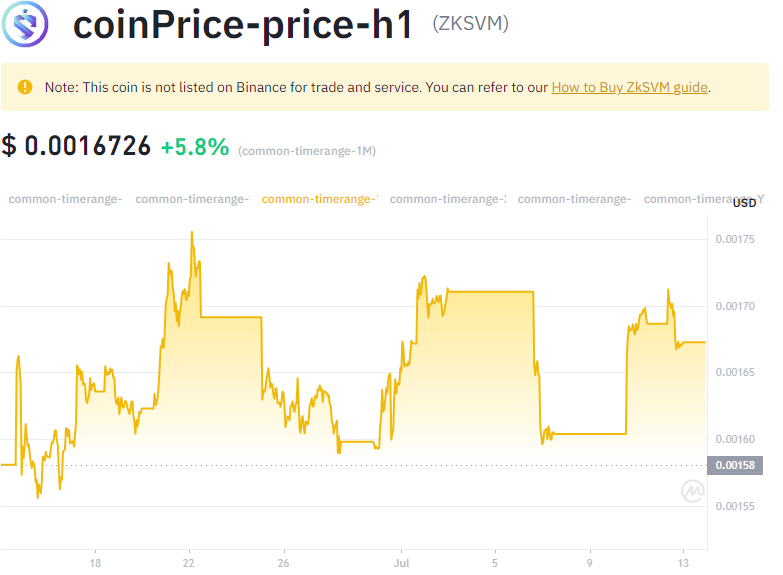 coinPrice-price-h1 (ZKSVM)
Note: This coin is not listed on Binance for trade and service. You can refer to our How to Buy ZkSVM guide.
$ 0.0016726 +5.8% (common-timerange-1M)
common-timerange- common-timerange- common-timerange- common-timerange- common-timerange- common-timerange-Y
USD
0.00175
0.00170
0.00165
0.00160
0.00158
0.00155
18 22 26 Jul 5 9 13